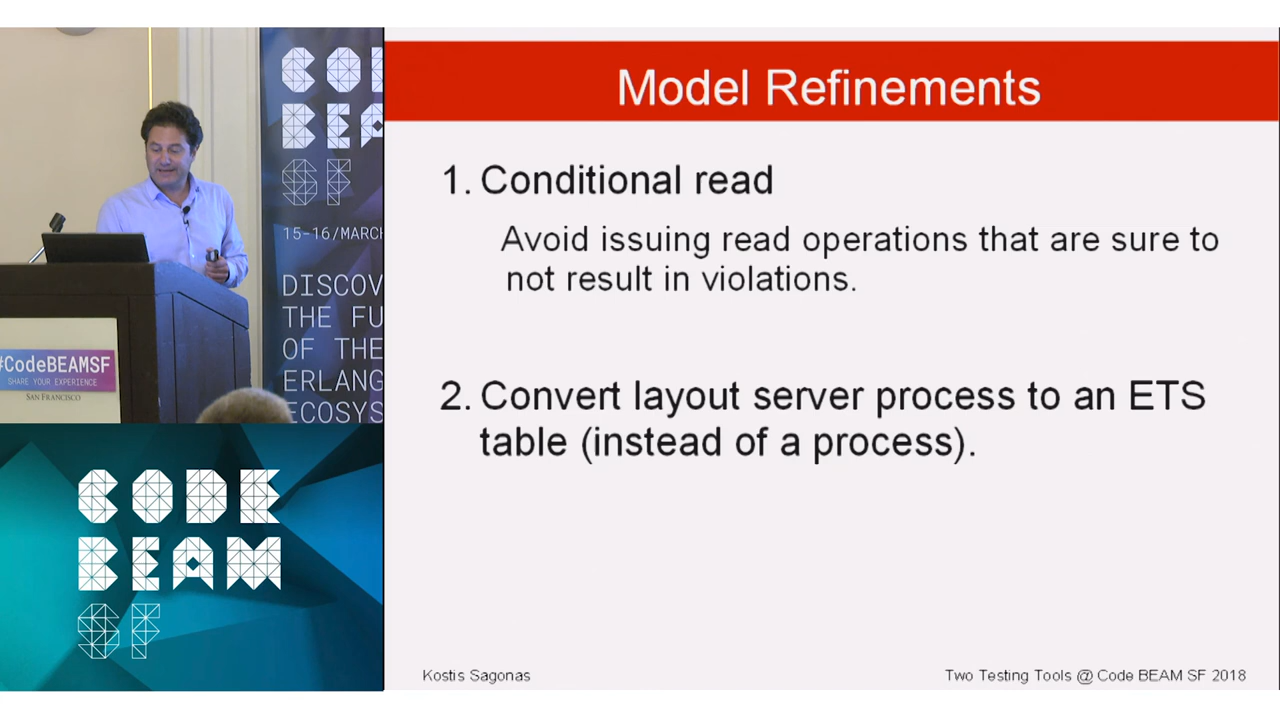 COD
BEA
SF
15-16/MARCH
DISCOV
THE FU
OF THE
ERLANG
ECOSYS
#CodeBEAMSF
SHARE YOUR EXPERIENCE
SAN FRANCISCO
CODE
BEAM
SF
Model Refinements
1. Conditional read
Avoid issuing read operations that are sure to
not result in violations.
2. Convert layout server process to an ETS
table (instead of a process).
Kostis Sagonas
Two Testing Tools @ Code BEAM SF 2018